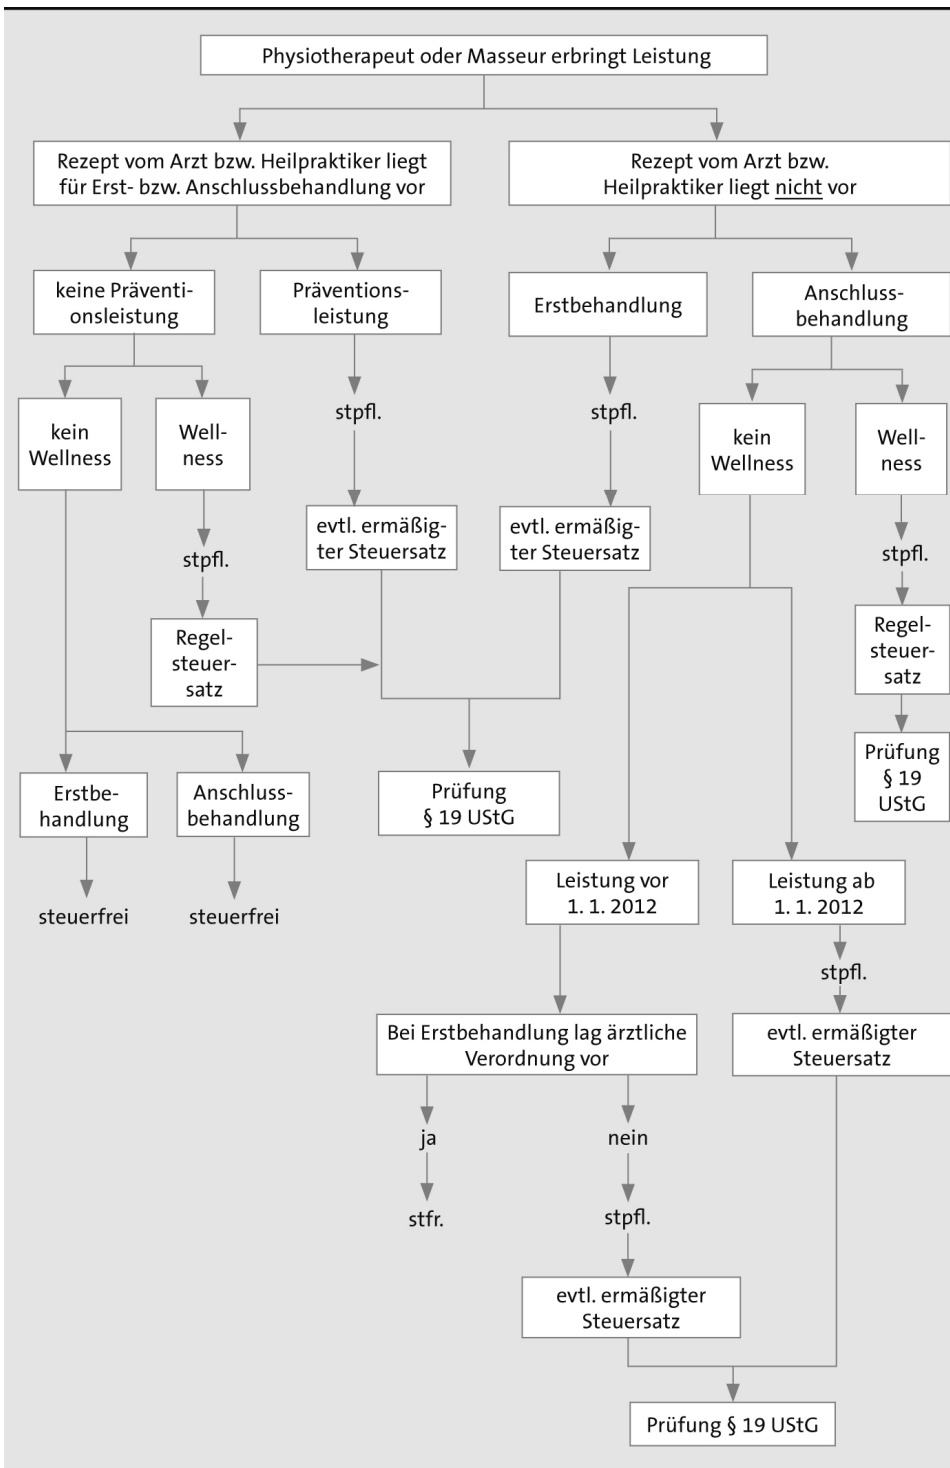 Physiotherapeut oder Masseur erbringt Leistung
Rezept vom Arzt bzw. Heilpraktiker liegt
für Erst- bzw. Anschlussbehandlung vor
Rezept vom Arzt bzw.
Heilpraktiker liegt nicht vor
keine Präventi-
onsleistung
Präventions-
leistung
Erstbehandlung
Anschluss-
behandlung
kein
Wellness
Well-
ness
stpfl.
stpfl.
kein
Wellness
Well-
ness
evtl. ermäßig-
ter Steuersatz
evtl. ermäßig-
ter Steuersatz
stpfl.
stpfl.
Regel-
steuer-
satz
Regel-
steuer-
satz
Erstbe-
handlung
Anschluss-
behandlung
Prüfung
§ 19 UStG
Prüfung
§ 19
UStG
steuerfrei
steuerfrei
Leistung vor
1. 1. 2012
Leistung ab
1. 1. 2012
stpfl.
Bei Erstbehandlung lag ärztliche
Verordnung vor
evtl. ermäßigter
Steuersatz
ja
nein
stfr.
stpfl.
evtl. ermäßigter
Steuersatz
Prüfung § 19 UStG